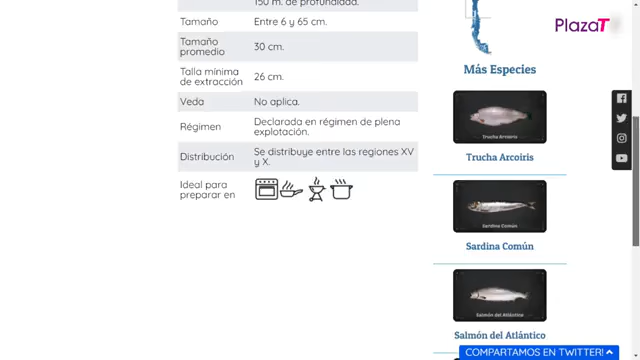 150 m. de profundidad.
Tamaño
Entre 6 y 65 cm.
Tamaño
promedio
30 cm.
Talla mínima
de extracción
26 cm.
Veda
No aplica.
Régimen
Declarada en régimen de plena
explotación.
Distribución
Se distribuye entre las regiones XV
y X.
Ideal para
preparar en
PlazaT
Más Especies
Trucha Arcoiris
Trucha Arcoiris
Sardina Común
Sardina Común
Salmón del Atlántico
Salmón del Atlántico
COMPARTAMOS EN TWITTER!